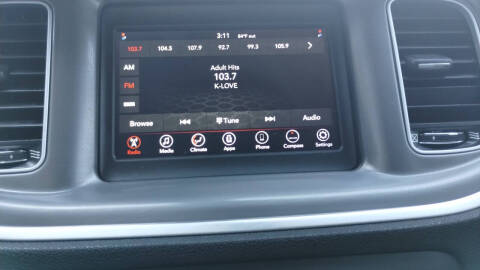 3:11 84°F out
103.7 104.5 107.9 92.7 99.3 105.9
AM
FM
Adult Hits
103.7
K-LOVE
Browse Tune Audio
Radio Media Climate Apps Phone Compass Settings